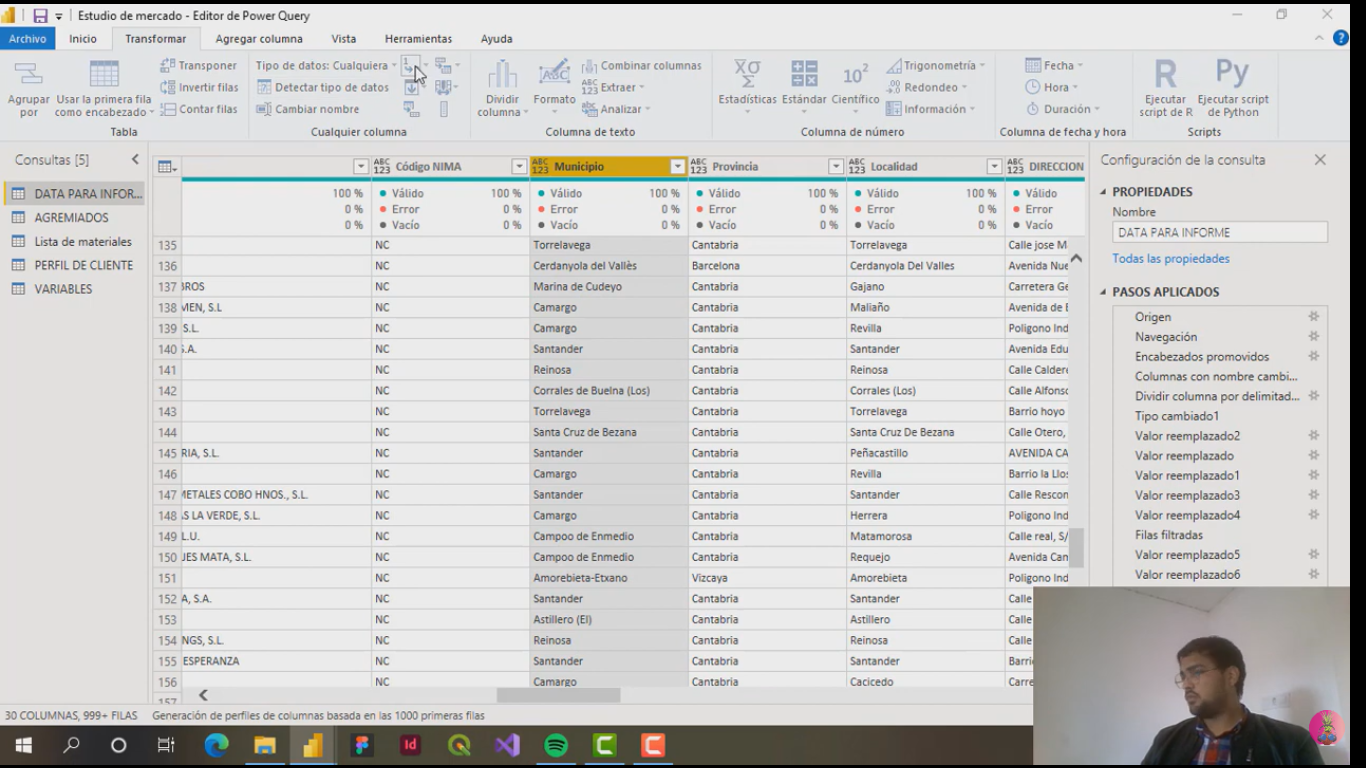 Estudio de mercado - Editor de Power Query
Archivo Inicio Transformar Agregar columna Vista Herramientas Ayuda
Agrupar por
Usar la primera fila como encabezado
Transponer
Invertir filas
Contar filas
Tabla
Tipo de datos: Cualquiera
Detectar tipo de datos
Cambiar nombre
Cualquier columna
Dividir columna
Formato
Combinar columnas
Extraer
Analizar
Columna de texto
Estadísticas
Estándar
Científico
Trigonometría
Redondeo
Información
Columna de número
Fecha
Hora
Duración
Columna de fecha y hora
Ejecutar script de R
Ejecutar script de Python
Scripts
Consultas [5]
DATA PARA INFOR...
AGREMIADOS
Lista de materiales
PERFIL DE CLIENTE
VARIABLES
ABC 123 Código NIMA ABC 123 Municipio ABC 123 Provincia ABC 123 Localidad ABC 123 DIRECCION
100 % Válido 100 % Válido 100 % Válido 100 % Válido 100 % Válido
0 % Error 0 % Error 0 % Error 0 % Error 0 % Error
0 % Vacío 0 % Vacío 0 % Vacío 0 % Vacío 0 % Vacío
135 NC Torrelavega Cantabria Torrelavega Calle jose M
136 NC Cerdanyola del Vallès Barcelona Cerdanyola Del Valles Avenida Nue
137 BROS NC Marina de Cudeyo Cantabria Gajano Carretera Ge
138 MEN, S.L NC Camargo Cantabria Maliaño Avenida de
139 S.L. NC Camargo Cantabria Revilla Poligono Ind
140 S.A. NC Santander Cantabria Santander Avenida Edu
141 NC Reinosa Cantabria Reinosa Calle Calder
142 NC Corrales de Buelna (Los) Cantabria Corrales (Los) Calle Alfonso
143 NC Torrelavega Cantabria Torrelavega Barrio hoyo
144 NC Santa Cruz de Bezana Cantabria Santa Cruz De Bezana Calle Otero,
145 RIA, S.L. NC Santander Cantabria Peñacastillo AVENIDA CA
146 NC Camargo Cantabria Revilla Barrio la Llos
147 METALES COBO HNOS., S.L. NC Santander Cantabria Santander Calle Rescon
148 AS LA VERDE, S.L. NC Camargo Cantabria Herrera Poligono Ind
149 L.U. NC Campoo de Enmedio Cantabria Matamorosa Calle real, S/
150 JES MATA, S.L. NC Campoo de Enmedio Cantabria Requejo Avenida Can
151 NC Amorebieta-Etxano Vizcaya Amorebieta Poligono Ind
152 A, S.A. NC Santander Cantabria Santander Calle
153 NC Astillero (El) Cantabria Astillero Calle
154 NGS, S.L. NC Reinosa Cantabria Reinosa Calle
155 ESPERANZA NC Santander Cantabria Santander Barri
156 NC Camargo Cantabria Cacicedo Carre
157
Configuración de la consulta
PROPIEDADES
Nombre
DATA PARA INFORME
Todas las propiedades
PASOS APLICADOS
Origen
Navegación
Encabezados promovidos
Columnas con nombre cambi...
Dividir columna por delimitad...
Tipo cambiado1
Valor reemplazado2
Valor reemplazado
Valor reemplazado1
Valor reemplazado3
Valor reemplazado4
Filas filtradas
Valor reemplazado5
Valor reemplazado6
30 COLUMNAS, 999+ FILAS Generación de perfiles de columnas basada en las 1000 primeras filas